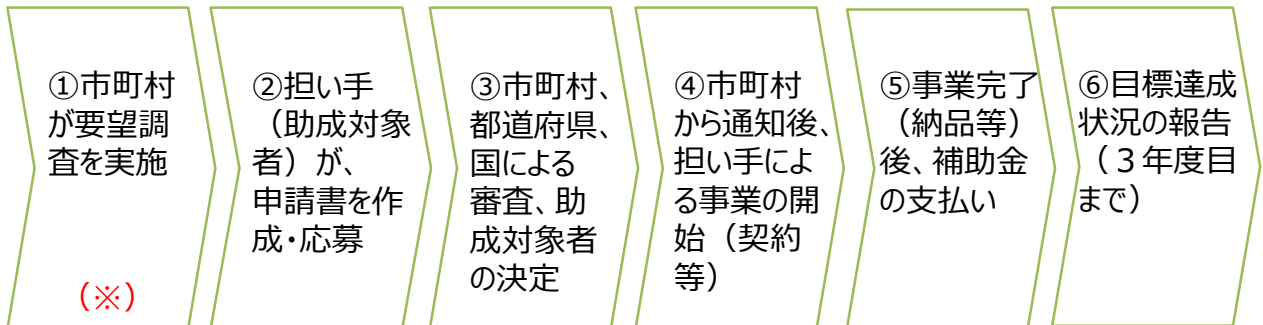 ①市町村
が要望調
査を実施
（※）
②担い手
（助成対象
者）が、
申請書を作
成・応募
③市町村、
都道府県、
国による
審査、助
成対象者
の決定
④市町村
から通知後、
担い手によ
る事業の開
始（契約
等）
⑤事業完了
（納品等）
後、補助金
の支払い
⑥目標達成
状況の報告
（３年度目
まで）